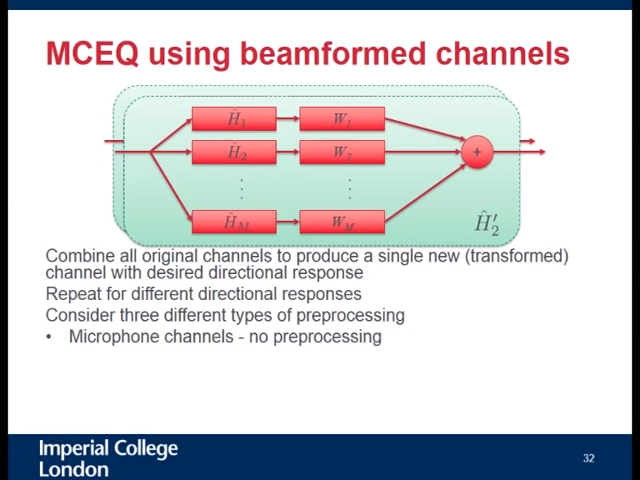 MCEQ using beamformed channels
Ĥ₁ W₁
Ĥ₂ W₂
⋮ ⋮
Ĥ_M W_M
+
Ĥ′₂
Combine all original channels to produce a single new (transformed)
channel with desired directional response
Repeat for different directional responses
Consider three different types of preprocessing
• Microphone channels - no preprocessing
Imperial College
London
32